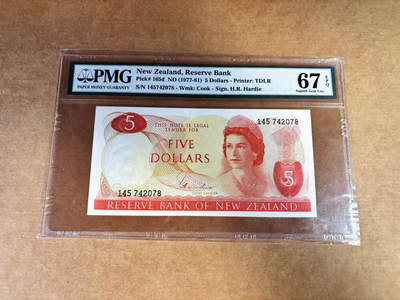 PMG
PAPER MONEY GUARANTY
New Zealand, Reserve Bank
Pick# 165d ND (1977-81) 5 Dollars - Printer: TDLR
S/N 145742078 - Wmk: Cook - Sign. H.R. Hardie
67 EPQ
Superb Gem Unc
5
THIS NOTE IS LEGAL
TENDER FOR
145 742078
FIVE
DOLLARS
145 742078
5
RESERVE BANK OF NEW ZEALAND